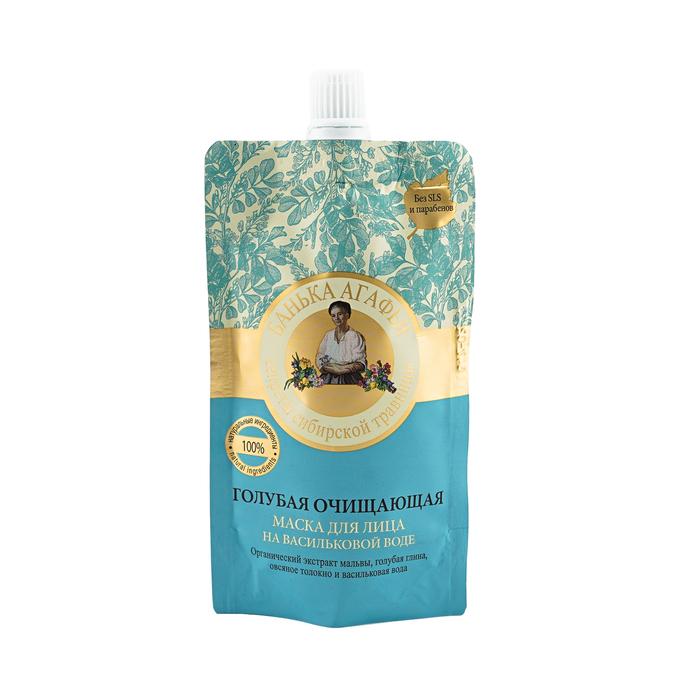 Без SLS
и парабенов
БАНЬКА АГАФЬИ
сибирской травницы
натуральные ингредиенты
100%
natural ingredients
ГОЛУБАЯ ОЧИЩАЮЩАЯ
МАСКА ДЛЯ ЛИЦА
НА ВАСИЛЬКОВОЙ ВОДЕ
Органический экстракт мальвы, голубая глина,
овсяное толокно и васильковая вода